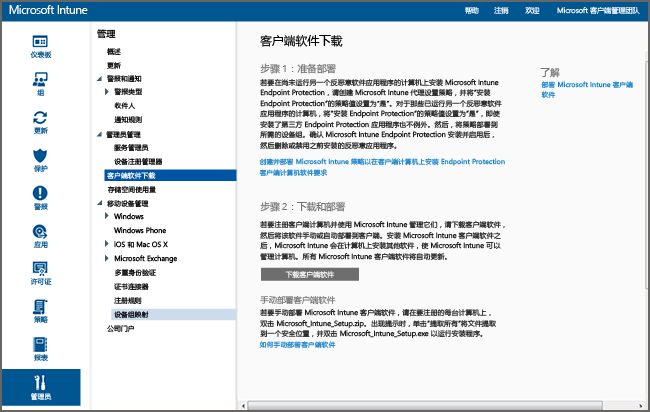 Microsoft Intune
帮助 注销 欢迎 Microsoft 客户端管理团队
仪表板
组
更新
保护
警报
应用
许可证
策略
报表
管理员
管理
概述
更新
警报和通知
警报类型
收件人
通知规则
管理员管理
服务管理员
设备注册管理器
客户端软件下载
存储空间使用量
移动设备管理
Windows
Windows Phone
iOS 和 Mac OS X
Microsoft Exchange
多重身份验证
证书连接器
注册规则
设备组映射
公司门户
客户端软件下载
步骤 1：准备部署
若要在尚未运行另一个反恶意软件应用程序的计算机上安装 Microsoft Intune
Endpoint Protection，请创建 Microsoft Intune 代理设置策略，并将“安装
Endpoint Protection”的策略值设置为“是”。对于那些已运行另一个反恶意软件
应用程序的计算机，将“安装 Endpoint Protection”的策略值设置为“是”，即使
安装了第三方 Endpoint Protection 应用程序也不例外。然后，将策略部署到
所需的设备组。确认 Microsoft Intune Endpoint Protection 安装并启用后，
然后删除或禁用之前安装的反恶意应用程序。
创建并部署 Microsoft Intune 策略以在客户端计算机上安装 Endpoint Protection
客户端计算机软件要求
步骤 2：下载和部署
若要注册客户端计算机并使用 Microsoft Intune 管理它们，请下载客户端软件，
然后将该软件手动或自动部署到客户端。安装 Microsoft Intune 客户端软件之
后，Microsoft Intune 会在计算机上安装其他软件，使 Microsoft Intune 可以
管理计算机。所有 Microsoft Intune 客户端软件将自动更新。
下载客户端软件
手动部署客户端软件
若要手动部署 Microsoft Intune 客户端软件，请在要注册的每台计算机上，
双击 Microsoft_Intune_Setup.zip。出现提示时，单击“提取所有”将文件提取
到一个安全位置，并双击 Microsoft_Intune_Setup.exe 以运行安装程序。
如何手动部署客户端软件
了解
部署 Microsoft Intune 客户端
软件